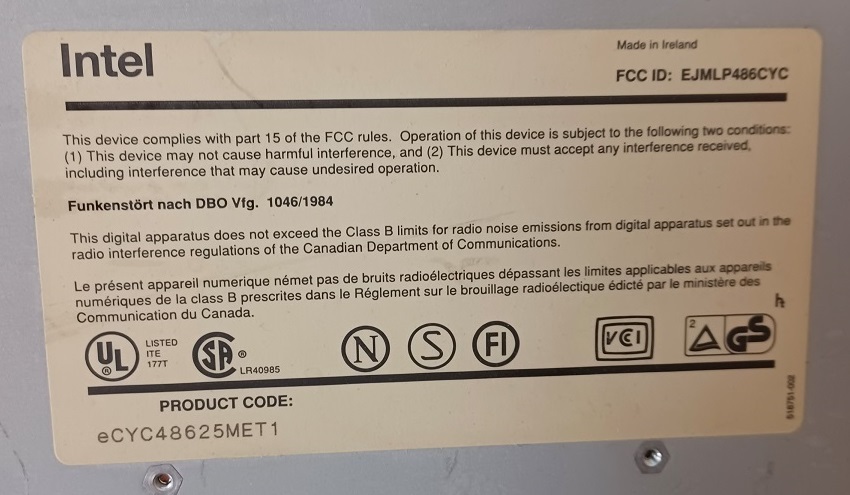 Intel
Made in Ireland
FCC ID: EJMLP486CYC
This device complies with part 15 of the FCC rules. Operation of this device is subject to the following two conditions:
(1) This device may not cause harmful interference, and (2) This device must accept any interference received,
including interference that may cause undesired operation.
Funkenstört nach DBO Vfg. 1046/1984
This digital apparatus does not exceed the Class B limits for radio noise emissions from digital apparatus set out in the
radio interference regulations of the Canadian Department of Communications.
Le présent appareil numerique német pas de bruits radioélectriques dépassant les limites applicables aux appareils
numériques de la class B prescrites dans le Réglement sur le brouillage radioélectique édicté par le ministère des
Communication du Canada.
h
UL ®
LISTED
ITE
177T
SA ®
LR40985
N
S
FI
VCI
2
GS
518751-002
PRODUCT CODE:
eCYC48625MET1